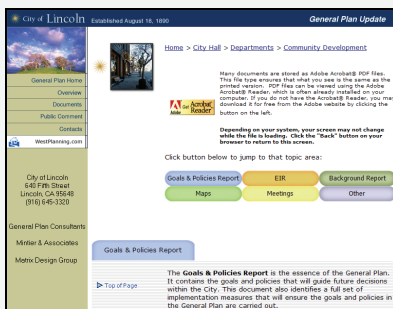 City of Lincoln Established August 18, 1890 General Plan Update
Home > City Hall > Departments > Community Development
General Plan Home
Overview
Documents
Public Comment
Contacts
WestPlanning.com
City of Lincoln
640 Fifth Street
Lincoln, CA 95648
(916) 645-3320
General Plan Consultants
Mintier & Associates
Matrix Design Group
Many documents are stored as Adobe Acrobat® PDF files.
This file type ensures that what you see is the same as the
printed version. PDF files can be viewed using the Adobe
Acrobat® Reader, which is often already installed on your
computer. If you do not have the Acrobat® Reader, you may
download it for free from the Adobe website by clicking the
button on the left.
Get Acrobat Reader
Adobe
Depending on your system, your screen may not change
while the file is loading. Click the "Back" button on your
browser to return to this screen.
Click button below to jump to that topic area:
Goals & Policies Report EIR Background Report
Maps Meetings Other
Goals & Policies Report
Top of Page
The Goals & Policies Report is the essence of the General Plan.
It contains the goals and policies that will guide future decisions
within the City. This document also identifies a full set of
implementation measures that will ensure the goals and policies in
the General Plan are carried out.